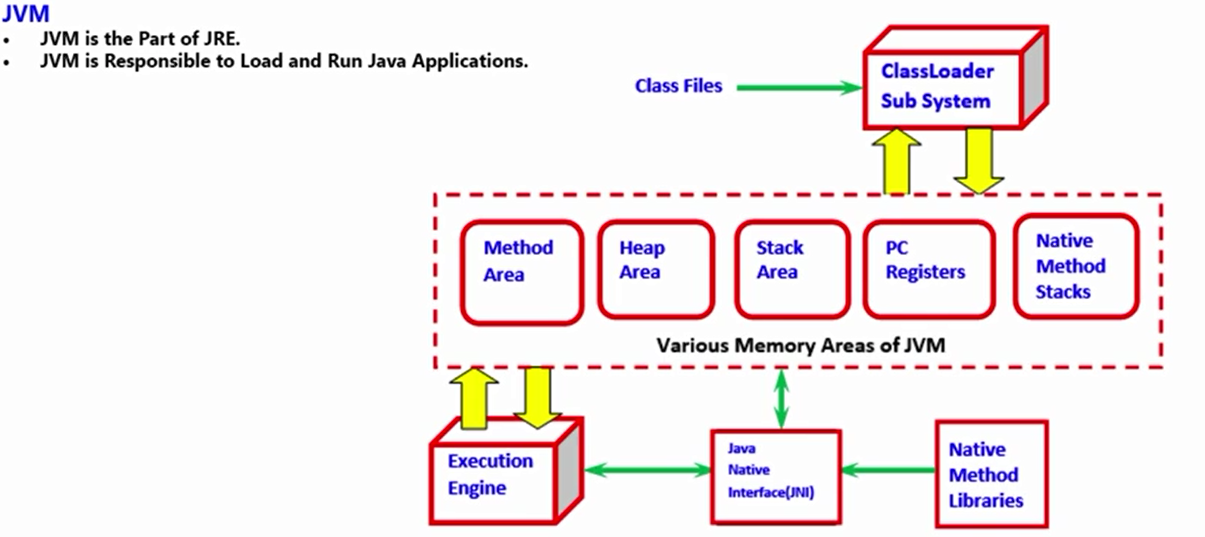 JVM
• JVM is the Part of JRE.
• JVM is Responsible to Load and Run Java Applications.
Class Files
ClassLoader
Sub System
Method
Area
Heap
Area
Stack
Area
PC
Registers
Native
Method
Stacks
Various Memory Areas of JVM
Execution
Engine
Java
Native
Interface(JNI)
Native
Method
Libraries